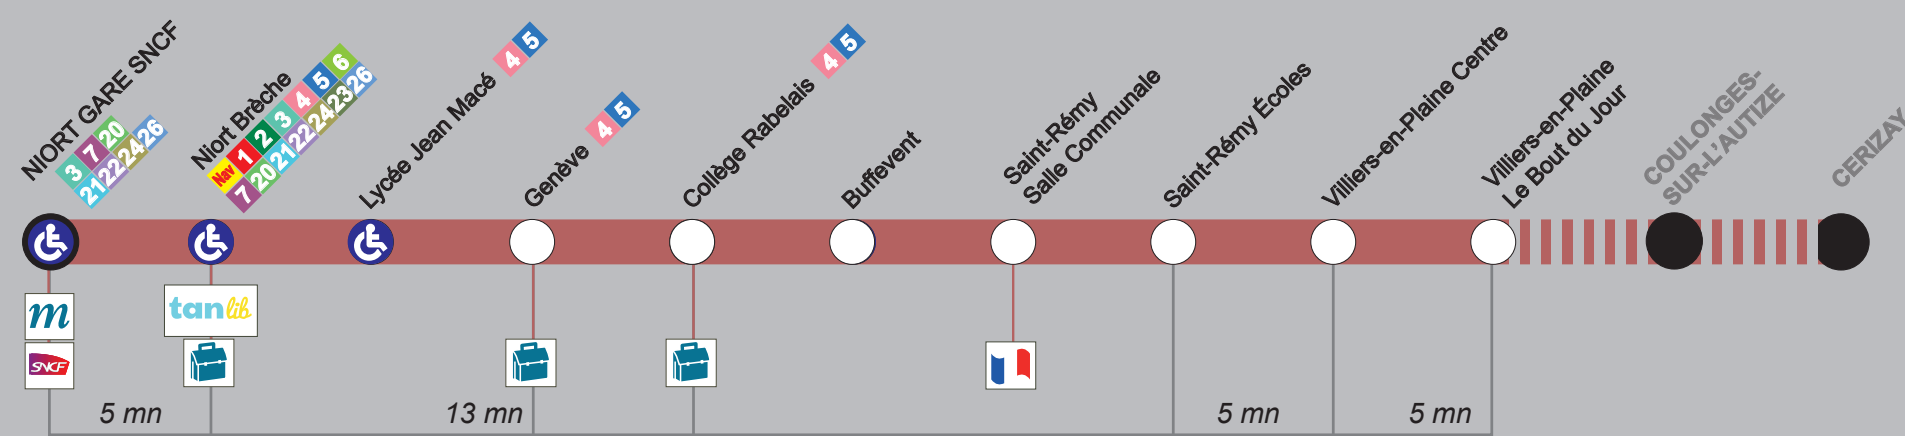 NIORT GARE SNCF
3 7 20
21 22 24 26
Niort Brèche
Nav 1 2 3 4 5 6
7 20 21 22 24 23 26
Lycée Jean Macé 4 5
Genève 4 5
Collège Rabelais 4 5
Buffevent
Saint-Rémy
Salle Communale
Saint-Rémy Écoles
Villiers-en-Plaine Centre
Villiers-en-Plaine
Le Bout du Jour
COULONGES-
SUR-L'AUTIZE
CERIZAY
m
SNCF
tanlib
5 mn
13 mn
5 mn
5 mn